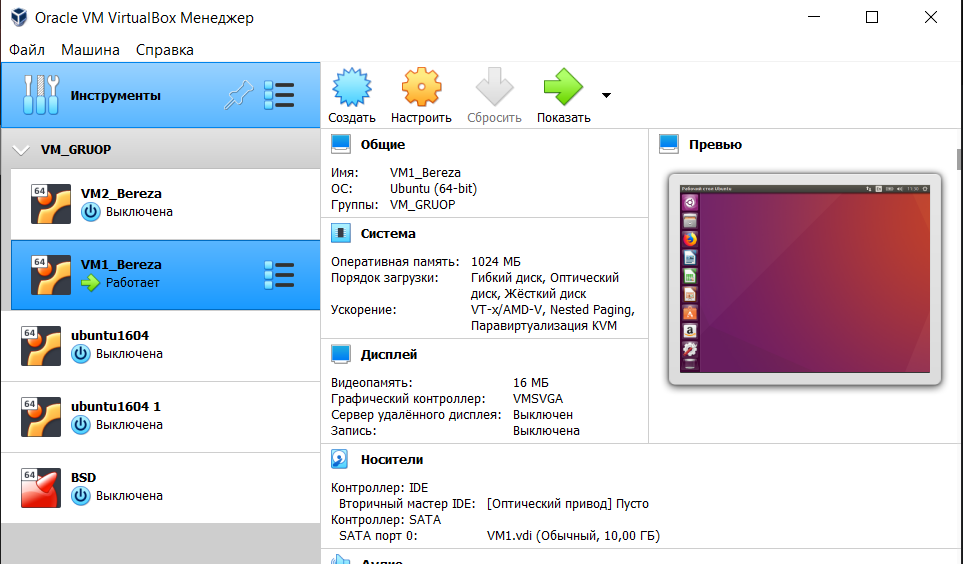 Oracle VM VirtualBox Менеджер
Файл Машина Справка
Инструменты
Создать Настроить Сбросить Показать
VM_GRUOP
64
VM2_Bereza
Выключена
64
VM1_Bereza
Работает
64
ubuntu1604
Выключена
64
ubuntu1604 1
Выключена
64
BSD
Выключена
Общие
Имя: VM1_Bereza
ОС: Ubuntu (64-bit)
Группы: VM_GRUOP
Система
Оперативная память: 1024 МБ
Порядок загрузки: Гибкий диск, Оптический
диск, Жёсткий диск
Ускорение: VT-x/AMD-V, Nested Paging,
Паравиртуализация KVM
Дисплей
Видеопамять: 16 МБ
Графический контроллер: VMSVGA
Сервер удалённого дисплея: Выключен
Запись: Выключена
Превью
Рабочий стол Ubuntu
Носители
Контроллер: IDE
Вторичный мастер IDE: [Оптический привод] Пусто
Контроллер: SATA
SATA порт 0: VM1.vdi (Обычный, 10,00 ГБ)
Аудио